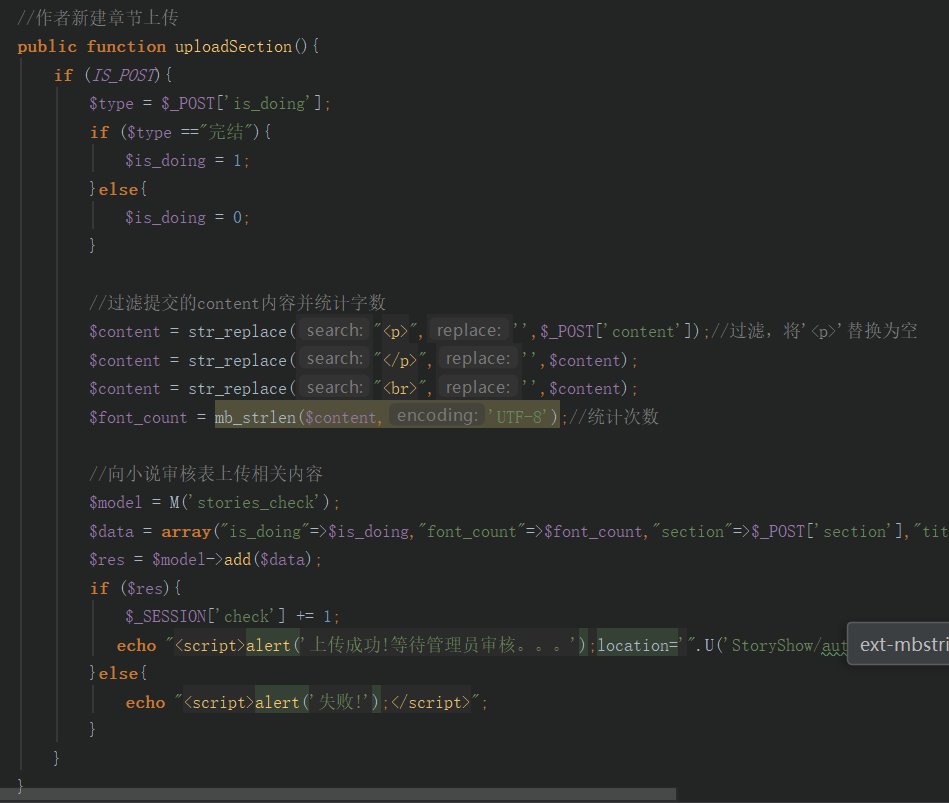 //作者新建章节上传
public function uploadSection(){
if (IS_POST){
$type = $_POST['is_doing'];
if ($type =="完结"){
$is_doing = 1;
}else{
$is_doing = 0;
}
//过滤提交的content内容并统计字数
$content = str_replace( search: "<p>", replace: '',$_POST['content']);//过滤，将'<p>'替换为空
$content = str_replace( search: "</p>", replace: '',$content);
$content = str_replace( search: "<br>", replace: '',$content);
$font_count = mb_strlen($content, encoding: 'UTF-8');//统计次数
//向小说审核表上传相关内容
$model = M('stories_check');
$data = array("is_doing"=>$is_doing,"font_count"=>$font_count,"section"=>$_POST['section'],"tit
$res = $model->add($data);
if ($res){
$_SESSION['check'] += 1;
echo "<script>alert('上传成功!等待管理员审核。。。');location='".U('StoryShow/aut
ext-mbstri
}else{
echo "<script>alert('失败!');</script>";
}
}
}